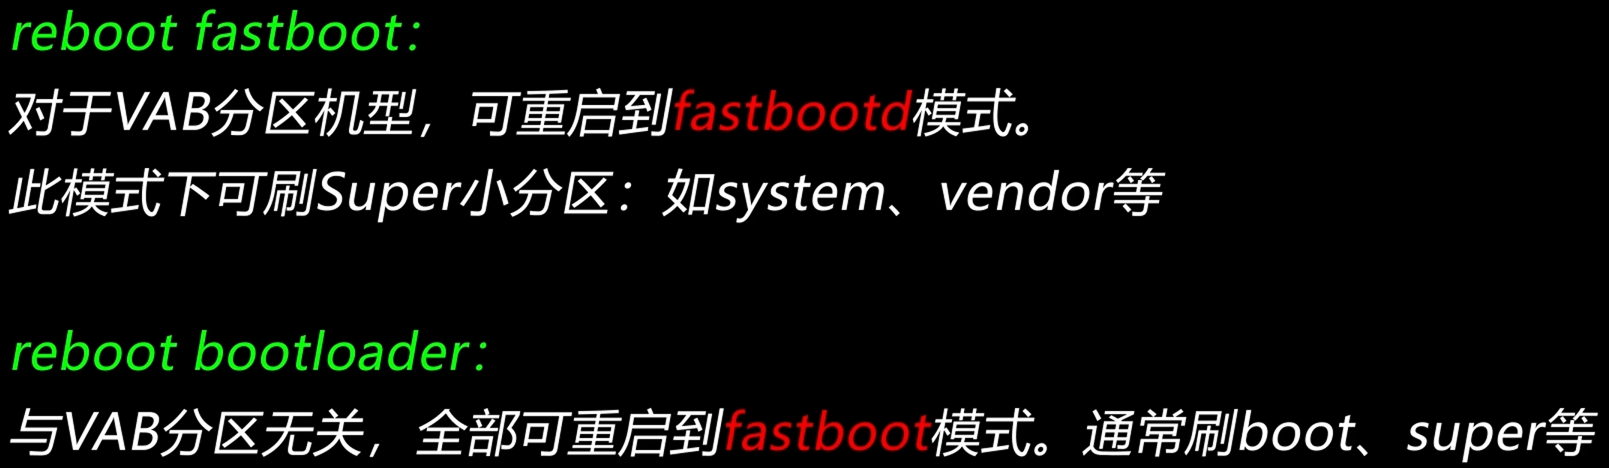 reboot fastboot：
对于VAB分区机型，可重启到fastbootd模式。
此模式下可刷Super小分区：如system、vendor等
reboot bootloader：
与VAB分区无关，全部可重启到fastboot模式。通常刷boot、super等